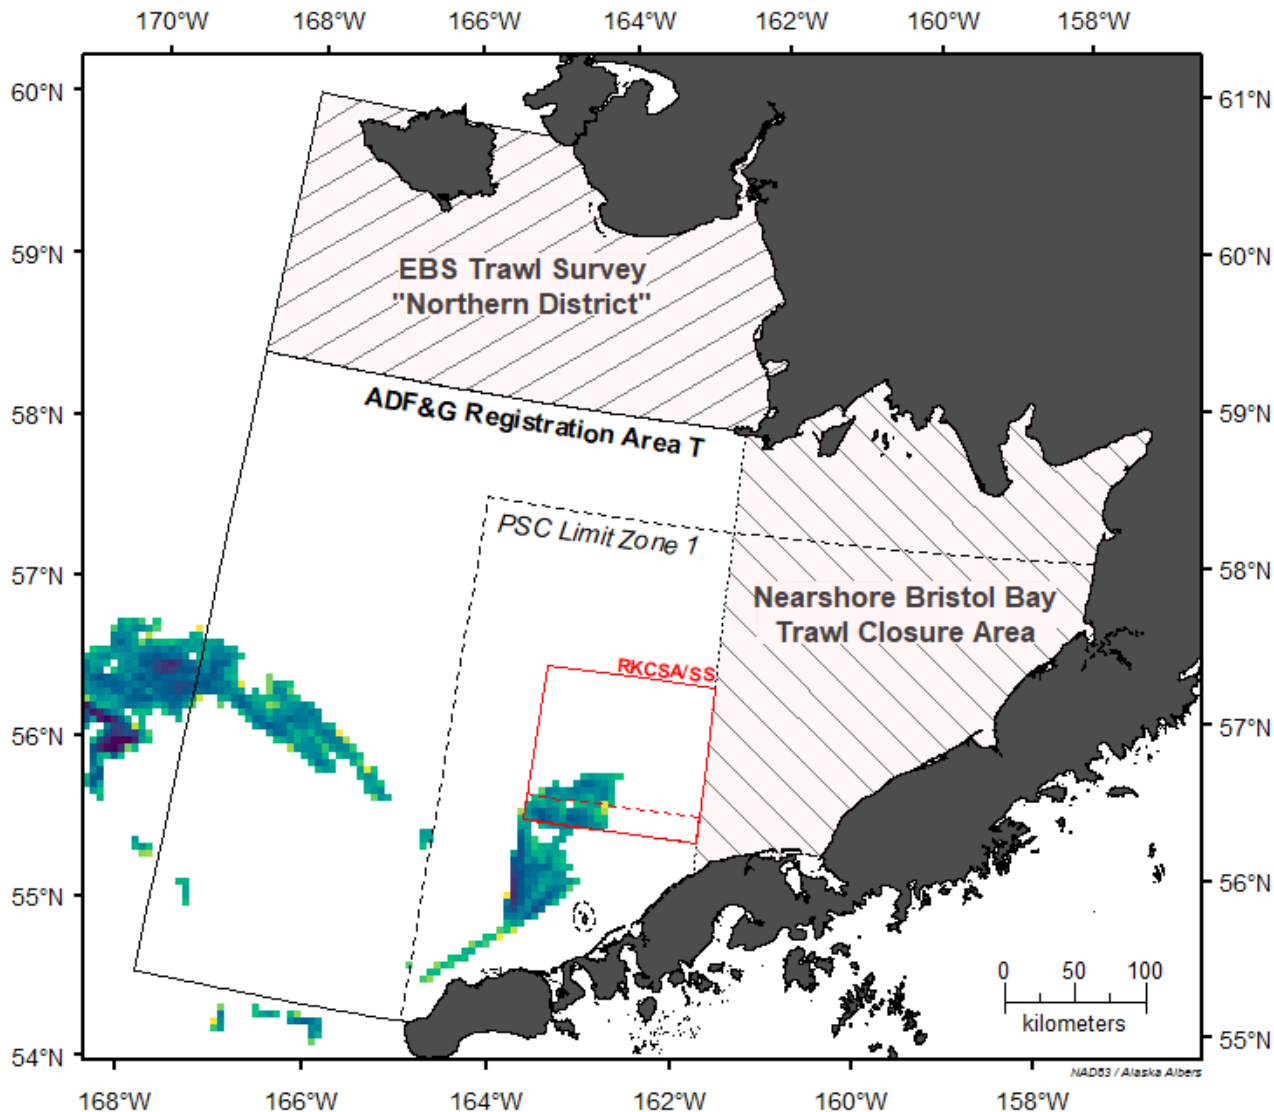 170°W 168°W 166°W 164°W 162°W 160°W 158°W
60°N
61°N
59°N
60°N
EBS Trawl Survey
"Northern District"
58°N
59°N
ADF&G Registration Area T
PSC Limit Zone 1
57°N
58°N
Nearshore Bristol Bay
Trawl Closure Area
RKCSA/SS
56°N
57°N
55°N
56°N
0 50 100
kilometers
54°N
55°N
NAD83 / Alaska Albers
168°W 166°W 164°W 162°W 160°W 158°W